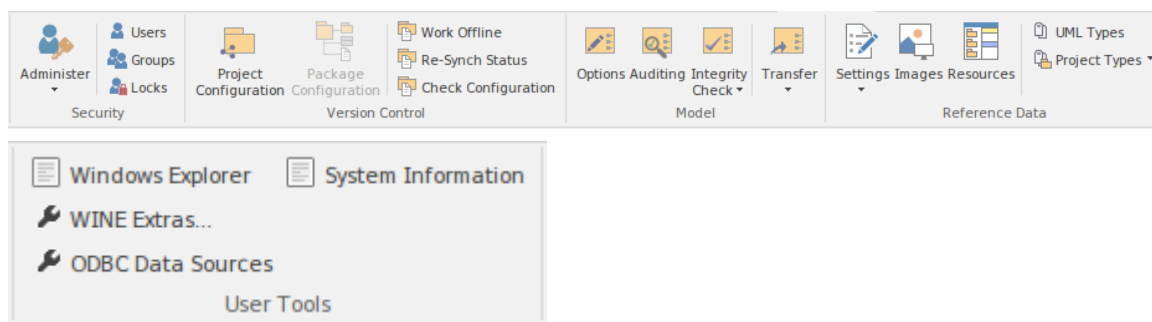 Administer
Users
Groups
Locks
Security
Project
Configuration
Package
Configuration
Work Offline
Re-Synch Status
Check Configuration
Version Control
Options
Auditing
Integrity
Check
Transfer
Model
Settings
Images
Resources
UML Types
Project Types
Reference Data
Windows Explorer
System Information
WINE Extras...
ODBC Data Sources
User Tools